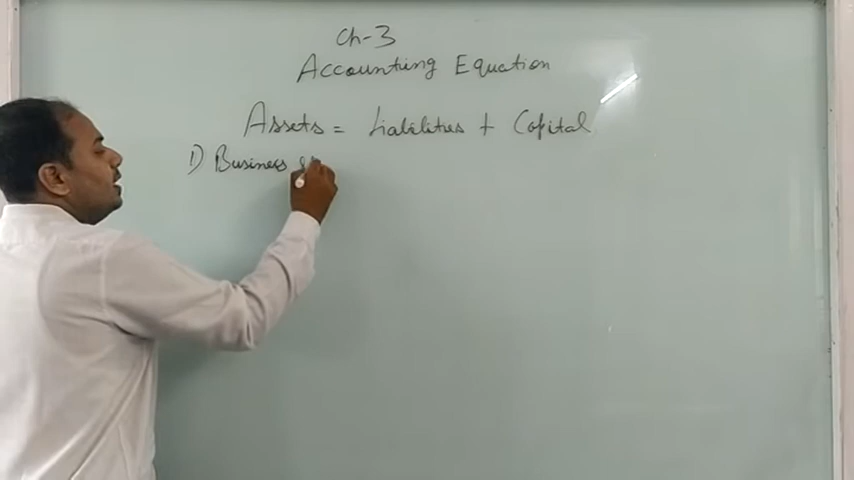 Ch-3
Accounting Equation
Assets = Liabilities + Capital
1) Business